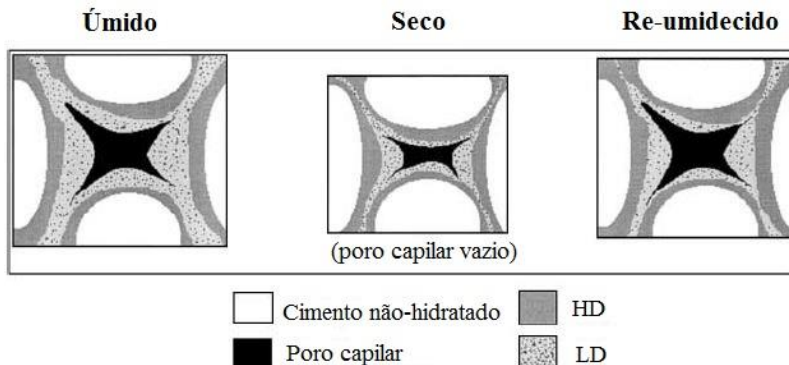 Úmido Seco Re-umidecido
(poro capilar vazio)
Cimento não-hidratado HD
Poro capilar LD